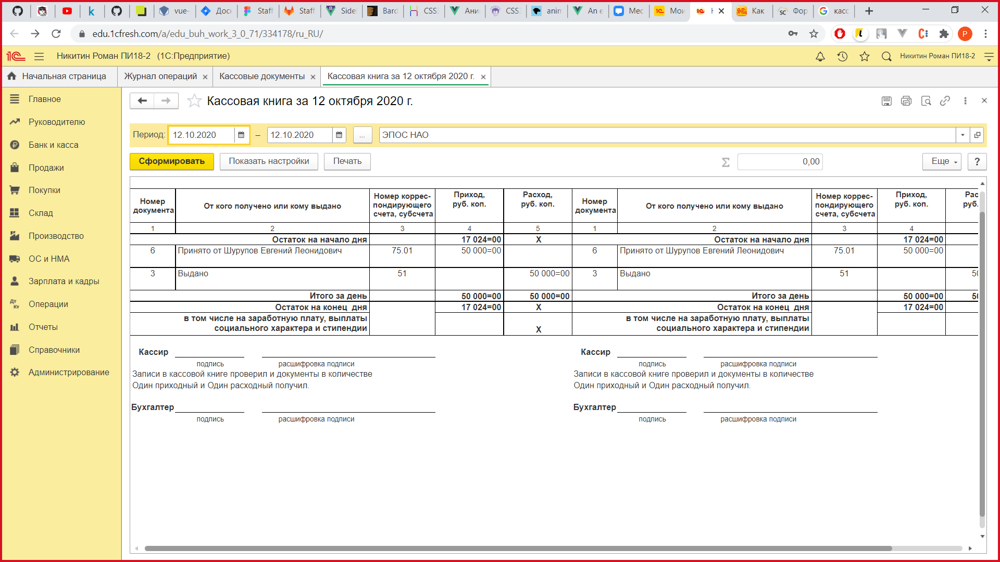 vue-
Доск
Staff
Staff
Side
Bard
CSS3
Ани
CSS3
anim
An e
Мес
Мои
Как
Фор
касс
edu.1cfresh.com/a/edu_buh_work_3_0_71/334178/ru_RU/
P
Никитин Роман ПИ18-2 (1С:Предприятие)
Никитин Роман ПИ18-2
Начальная страница
Журнал операций
Кассовые документы
Кассовая книга за 12 октября 2020 г.
Главное
Руководителю
Банк и касса
Продажи
Покупки
Склад
Производство
ОС и НМА
Зарплата и кадры
Операции
Отчеты
Справочники
Администрирование
Кассовая книга за 12 октября 2020 г.
Период: 12.10.2020 – 12.10.2020 ... ЭПОС НАО
Сформировать Показать настройки Печать Σ 0,00 Еще ?
Номер документа От кого получено или кому выдано Номер коррес-пондирующего счета, субсчета Приход, руб. коп. Расход, руб. коп. Номер документа От кого получено или кому выдано Номер коррес-пондирующего счета, субсчета Приход, руб. коп. Рас руб.
1 2 3 4 5 1 2 3 4
Остаток на начало дня 17 024=00 X Остаток на начало дня 17 024=00
6 Принято от Шурупов Евгений Леонидович 75.01 50 000=00 6 Принято от Шурупов Евгений Леонидович 75.01 50 000=00
3 Выдано 51 50 000=00 3 Выдано 51 50
Итого за день 50 000=00 50 000=00 Итого за день 50 000=00 50
Остаток на конец дня 17 024=00 X Остаток на конец дня 17 024=00
в том числе на заработную плату, выплаты в том числе на заработную плату, выплаты
социального характера и стипендии X социального характера и стипендии
Кассир Кассир
подпись расшифровка подписи подпись расшифровка подписи
Записи в кассовой книге проверил и документы в количестве Записи в кассовой книге проверил и документы в количестве
Один приходный и Один расходный получил. Один приходный и Один расходный получил.
Бухгалтер Бухгалтер
подпись расшифровка подписи подпись расшифровка подписи